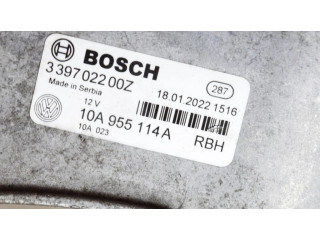 BOSCH
3 397 022 00Z
287
Made in Serbia
18.01.2022 1516
12 V
10A 955 114 A
10A 023
RBH